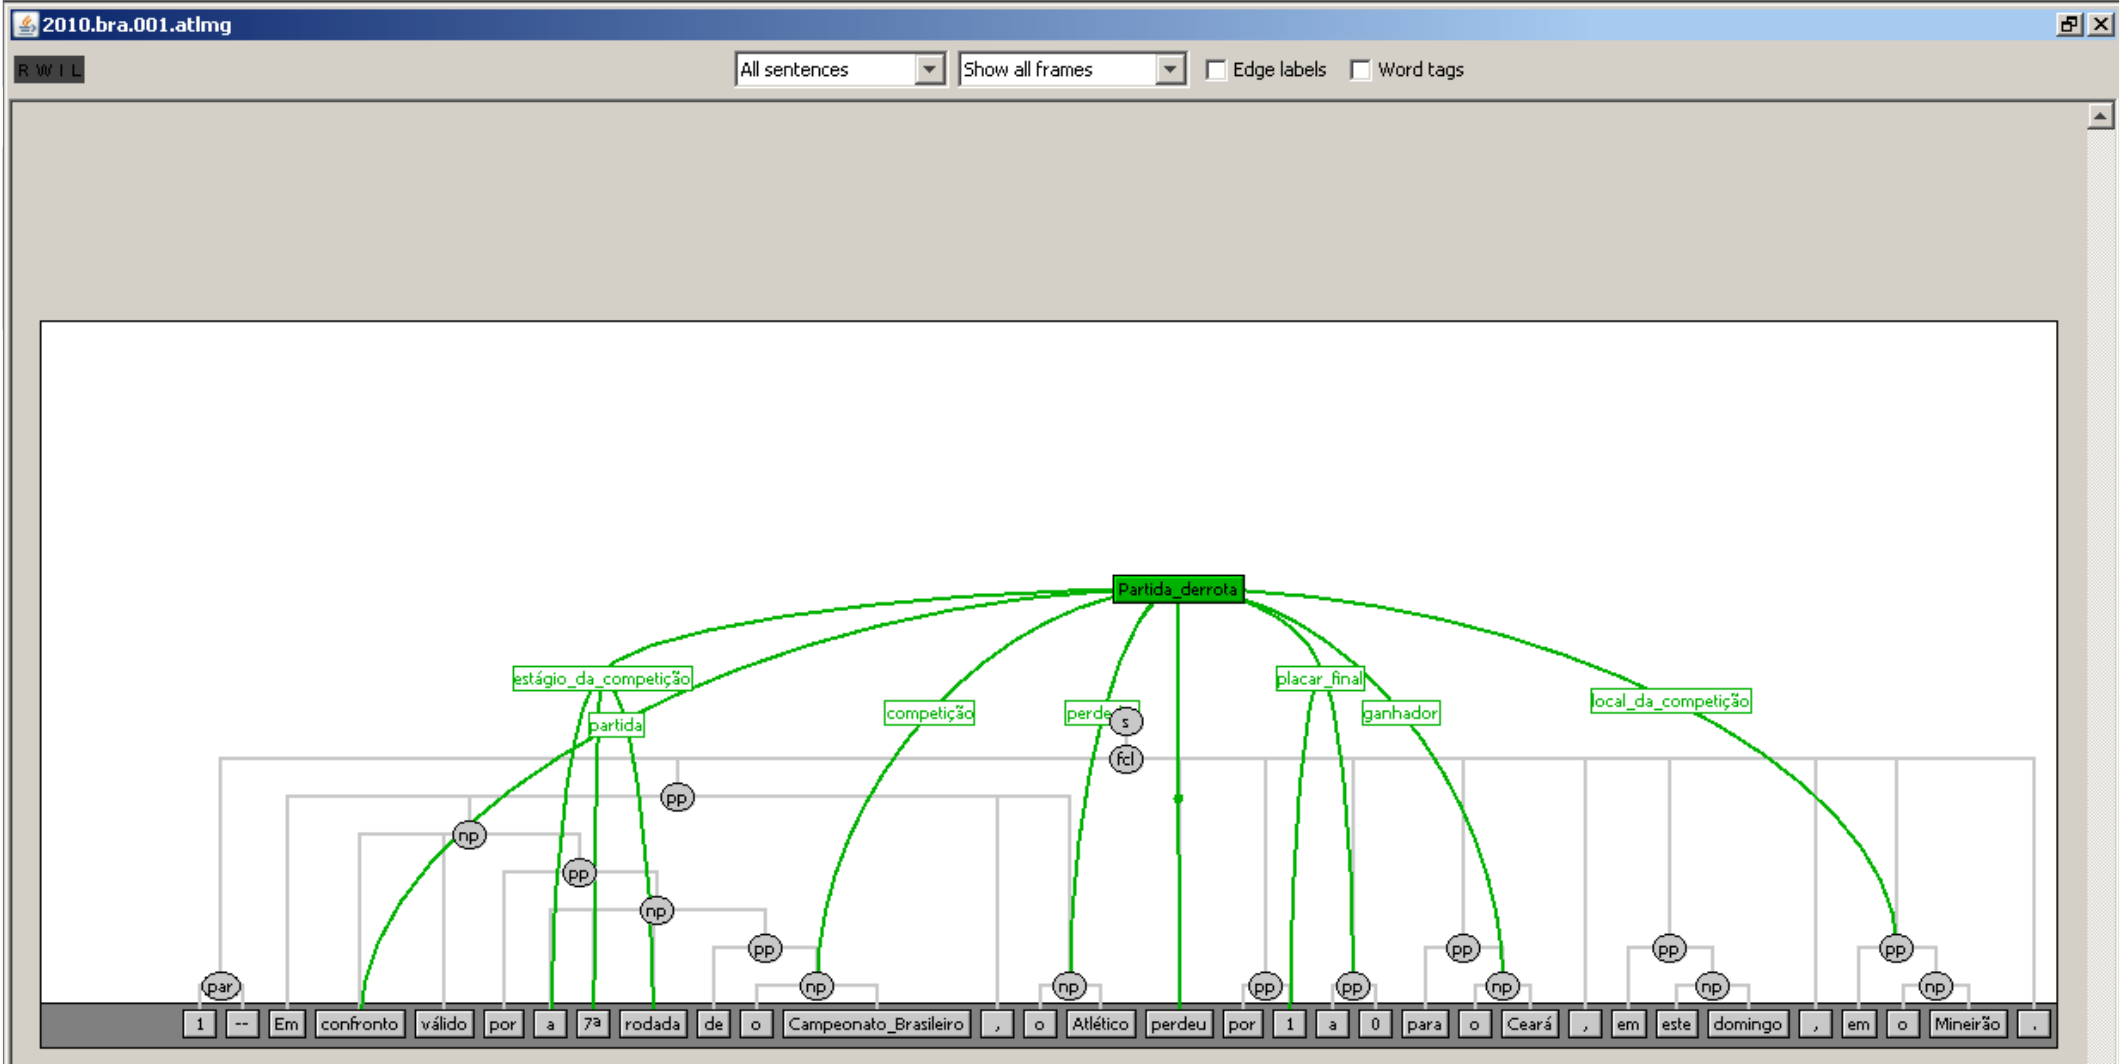 2010.bra.001.atlmg
R W I L
All sentences
Show all frames
Edge labels
Word tags
Partida_derrota
estágio_da_competição
placar_final
local_da_competição
partida
competição
ganhador
s
fcl
pp
np
pp
np
pp
pp
pp
pp
par
np
np
pp
pp
np
np
np
1 -- Em confronto válido por a 7ª rodada de o Campeonato_Brasileiro , o Atlético perdeu por 1 a 0 para o Ceará , em este domingo , em o Mineirão .